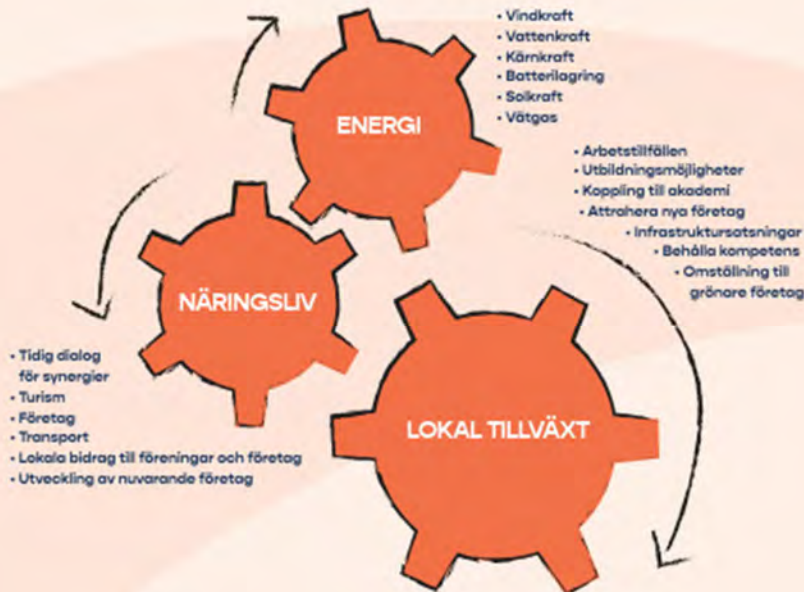 ENERGI
• Vindkraft
• Vattenkraft
• Kärnkraft
• Batterilagring
• Solkraft
• Vätgas
• Arbetstillfällen
• Utbildningsmöjligheter
• Koppling till akademi
• Attrahera nya företag
• Infrastruktursatsningar
• Behålla kompetens
• Omställning till
grönare företag
NÄRINGSLIV
• Tidig dialog
för synergier
• Turism
• Företag
• Transport
• Lokala bidrag till föreningar och företag
• Utveckling av nuvarande företag
LOKAL TILLVÄXT